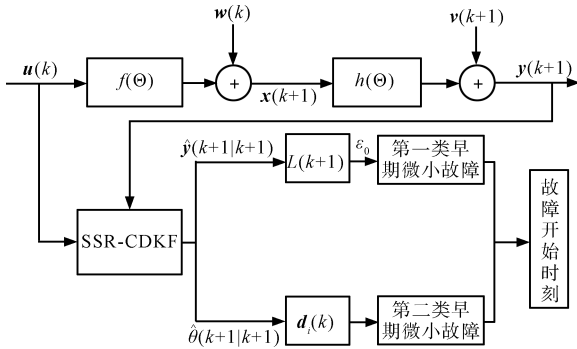 w(k)
v(k+1)
u(k)
f(Θ)
+
x(k+1)
h(Θ)
+
y(k+1)
ŷ(k+1|k+1)
L(k+1)
ε₀
第一类早
期微小故障
SSR-CDKF
故障开始时刻
θ̂(k+1|k+1)
dᵢ(k)
第二类早
期微小故障